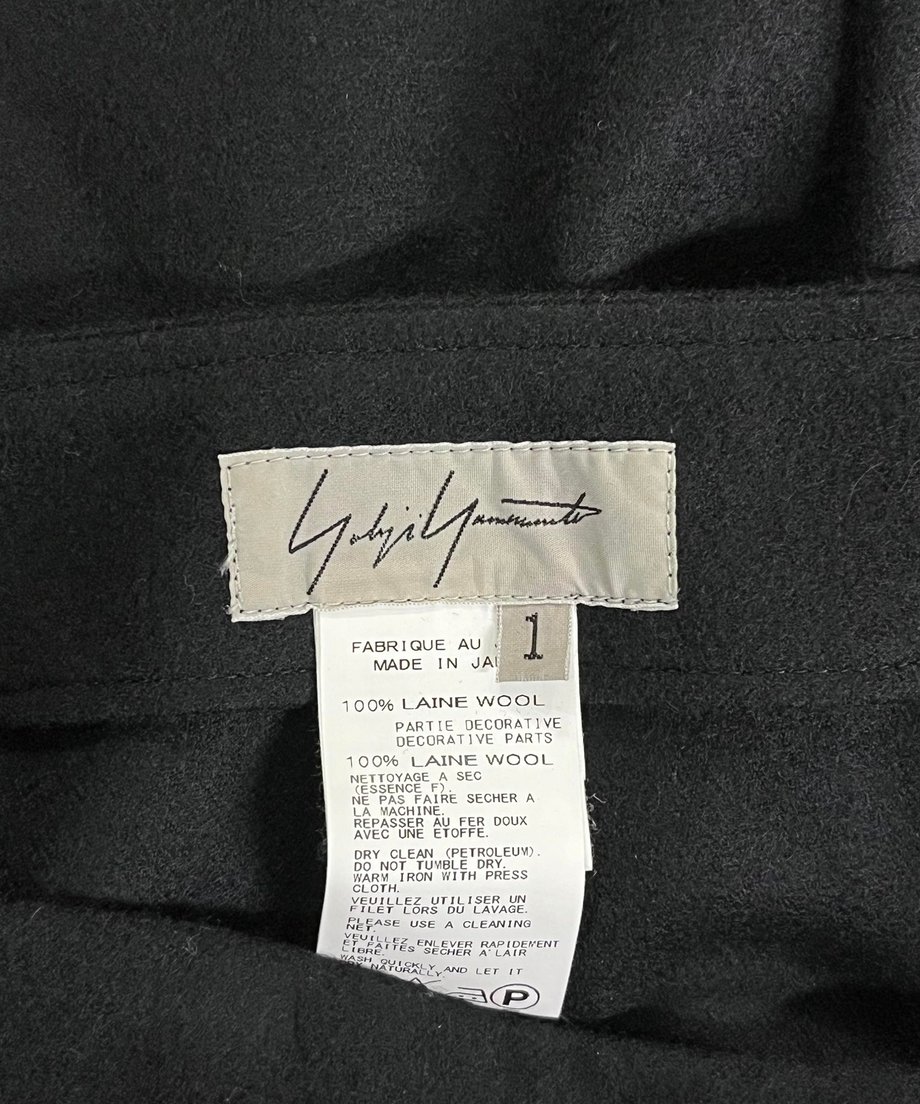 Yohji Yamamoto
1
FABRIQUE AU
MADE IN JA
100% LAINE WOOL
PARTIE DECORATIVE
DECORATIVE PARTS
100% LAINE WOOL
NETTOYAGE A SEC
(ESSENCE F).
NE PAS FAIRE SECHER A
LA MACHINE.
REPASSER AU FER DOUX
AVEC UNE ETOFFE.
DRY CLEAN (PETROLEUM).
DO NOT TUMBLE DRY.
WARM IRON WITH PRESS
CLOTH.
VEUILLEZ UTILISER UN
FILET LORS DU LAVAGE.
PLEASE USE A CLEANING
NET.
VEUILLEZ ENLEVER RAPIDEMENT
ET FAITES SECHER A L'AIR
LIBRE.
WASH QUICKLY AND LET IT
DRY NATURALLY.
P